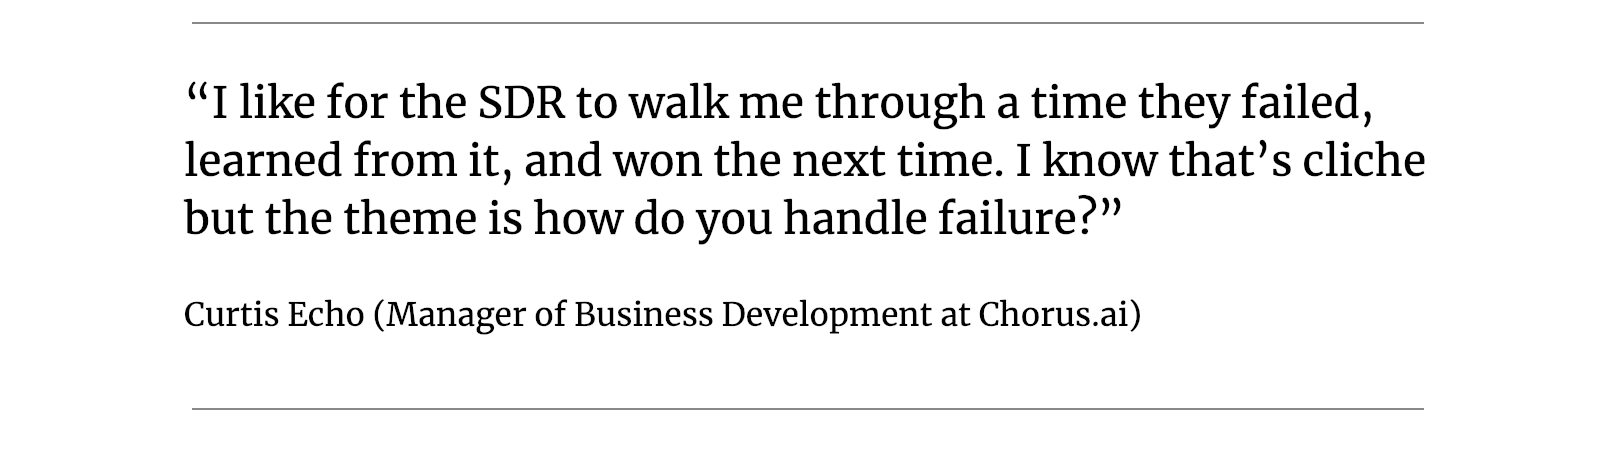 “I like for the SDR to walk me through a time they failed,
learned from it, and won the next time. I know that’s cliche
but the theme is how do you handle failure?”
Curtis Echo (Manager of Business Development at Chorus.ai)